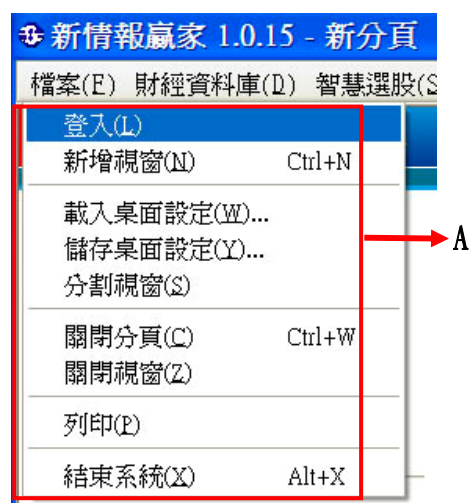 新情報贏家 1.0.15 - 新分頁
檔案(F) 財經資料庫(D) 智慧選股(S
登入(L)
新增視窗(N) Ctrl+N
載入桌面設定(W)...
儲存桌面設定(Y)...
A
分割視窗(S)
關閉分頁(C) Ctrl+W
關閉視窗(Z)
列印(P)
結束系統(X) Alt+X